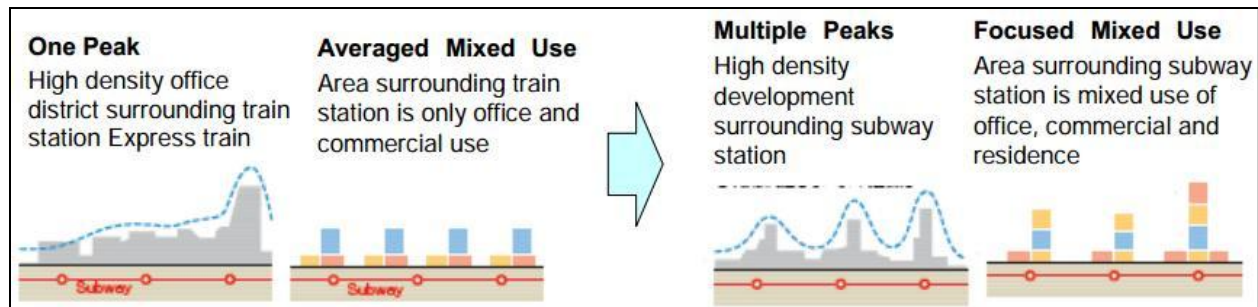 One Peak
High density office
district surrounding train
station Express train
Subway
Averaged Mixed Use
Area surrounding train
station is only office and
commercial use
Subway
Multiple Peaks
High density
development
surrounding subway
station
Focused Mixed Use
Area surrounding subway
station is mixed use of
office, commercial and
residence